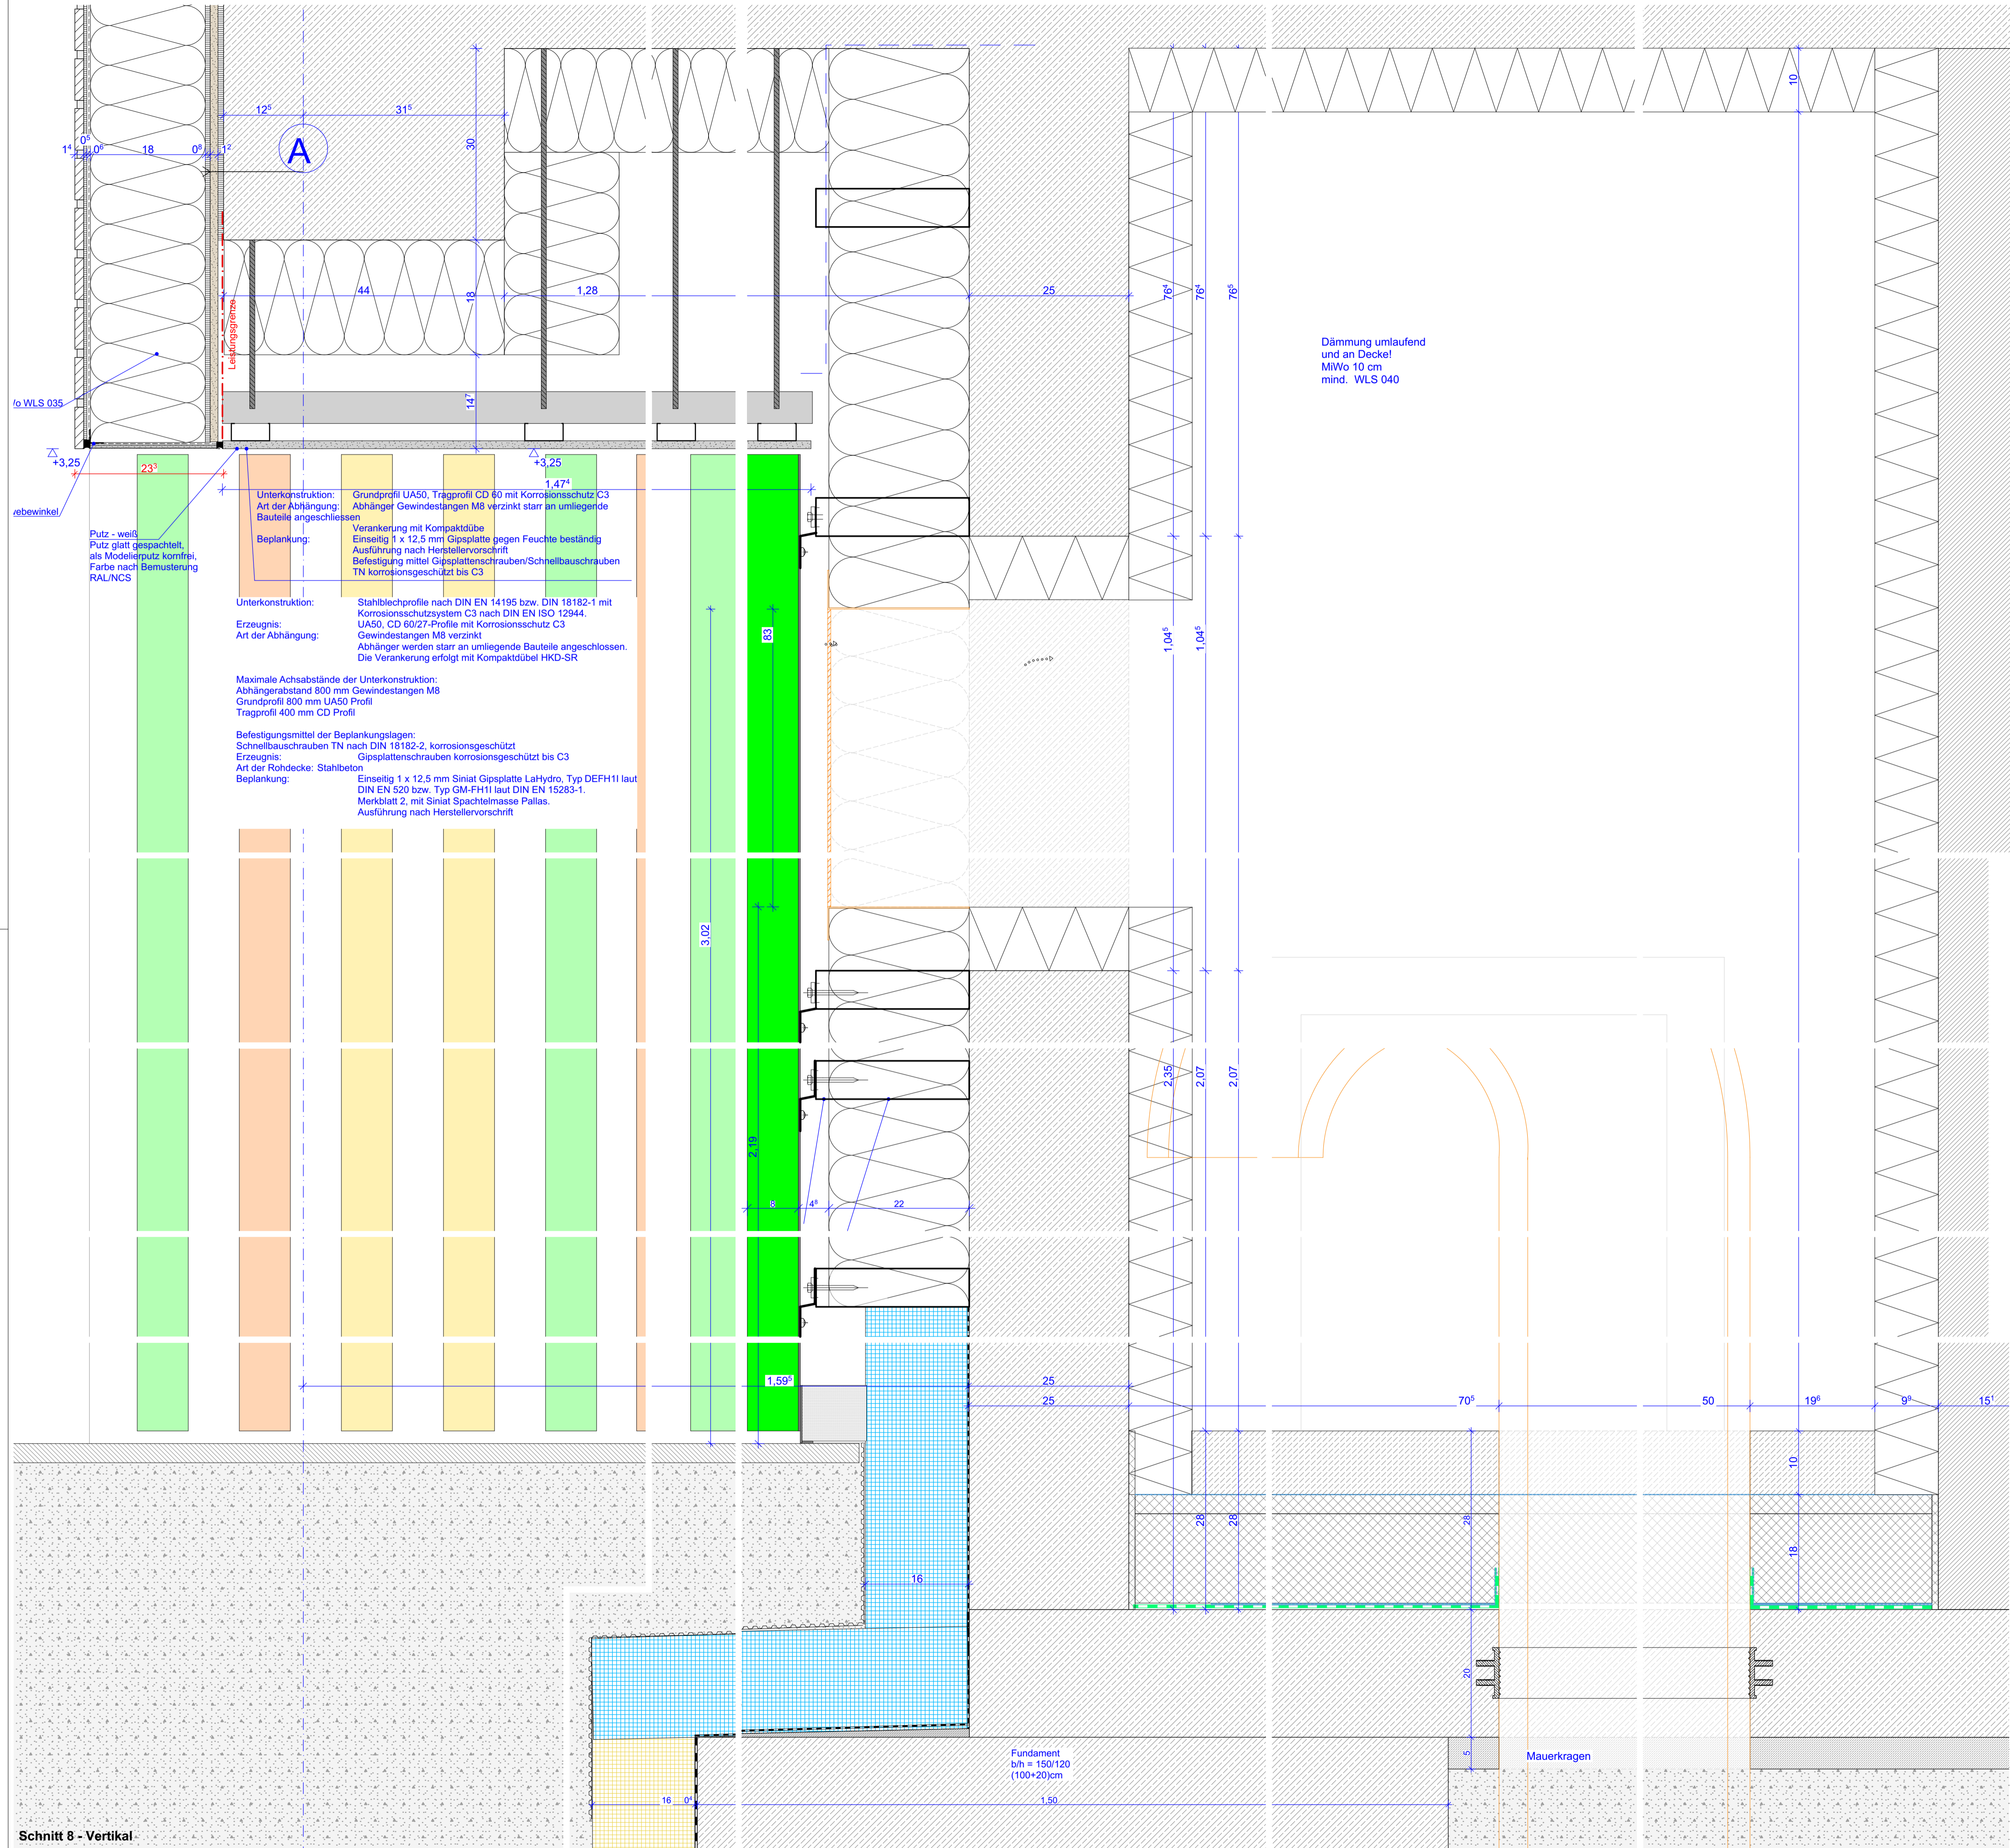 12⁵
31⁵
A
30
1⁴
0⁵
0⁶
18
0⁸
1²
44
18
1,28
25
76⁴
76⁴
76⁵
10
Leistungsgrenze
Dämmung umlaufend
und an Decke!
MiWo 10 cm
mind. WLS 040
WLS 035
14⁷
+3,25
+3,25
23³
1,47⁴
Unterkonstruktion: Grundprofil UA50, Tragprofil CD 60 mit Korrosionsschutz C3
Art der Abhängung: Abhänger Gewindestangen M8 verzinkt starr an umliegende
Bauteile angeschliessen
Verankerung mit Kompaktdübe
Beplankung: Einseitig 1 x 12,5 mm Gipsplatte gegen Feuchte beständig
Ausführung nach Herstellervorschrift
Befestigung mittel Gipsplattenschrauben/Schnellbauschrauben
TN korrosionsgeschützt bis C3
ebewinkel
Putz - weiß
Putz glatt gespachtelt,
als Modelierputz kornfrei,
Farbe nach Bemusterung
RAL/NCS
Unterkonstruktion: Stahlblechprofile nach DIN EN 14195 bzw. DIN 18182-1 mit
Korrosionsschutzsystem C3 nach DIN EN ISO 12944.
Erzeugnis: UA50, CD 60/27-Profile mit Korrosionsschutz C3
Art der Abhängung: Gewindestangen M8 verzinkt
Abhänger werden starr an umliegende Bauteile angeschlossen.
Die Verankerung erfolgt mit Kompaktdübel HKD-SR
Maximale Achsabstände der Unterkonstruktion:
Abhängerabstand 800 mm Gewindestangen M8
Grundprofil 800 mm UA50 Profil
Tragprofil 400 mm CD Profil
Befestigungsmittel der Beplankungslagen:
Schnellbauschrauben TN nach DIN 18182-2, korrosionsgeschützt
Erzeugnis: Gipsplattenschrauben korrosionsgeschützt bis C3
Art der Rohdecke: Stahlbeton
Beplankung: Einseitig 1 x 12,5 mm Siniat Gipsplatte LaHydro, Typ DEFH1I laut
DIN EN 520 bzw. Typ GM-FH1I laut DIN EN 15283-1.
Merkblatt 2, mit Siniat Spachtelmasse Pallas.
Ausführung nach Herstellervorschrift
83
1,04⁵
1,04⁵
3,02
2,35
2,07
2,07
2,19
8
4⁸
22
1,59⁵
25
25
70⁵
50
19⁶
9⁹
15¹
10
28
28
28
18
16
20
5
Fundament
b/h = 150/120
(100+20)cm
Mauerkragen
16
0⁴
1,50
Schnitt 8 - Vertikal